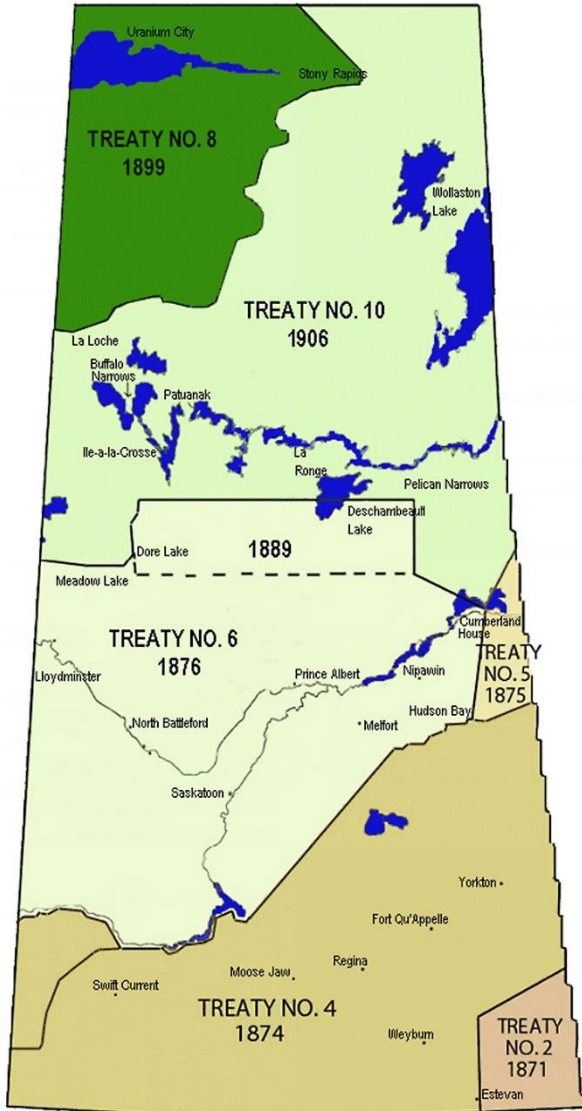 Uranium City
Stony Rapids
TREATY NO. 8
1899
Wollaston
Lake
TREATY NO. 10
1906
La Loche
Buffalo
Narrows
Patuanak
Ile-a-la-Crosse
La
Ronge
Pelican Narrows
Deschambeault
Lake
1889
Dore Lake
Meadow Lake
Cumberland
House
TREATY NO. 6
1876
TREATY
NO. 5
1875
Lloydminster
Prince Albert
Nipawin
Hudson Bay
North Battleford
Melfort
Saskatoon
Yorkton
Fort Qu'Appelle
Regina
Moose Jaw
Swift Current
TREATY NO. 4
1874
Weyburn
TREATY
NO. 2
1871
Estevan